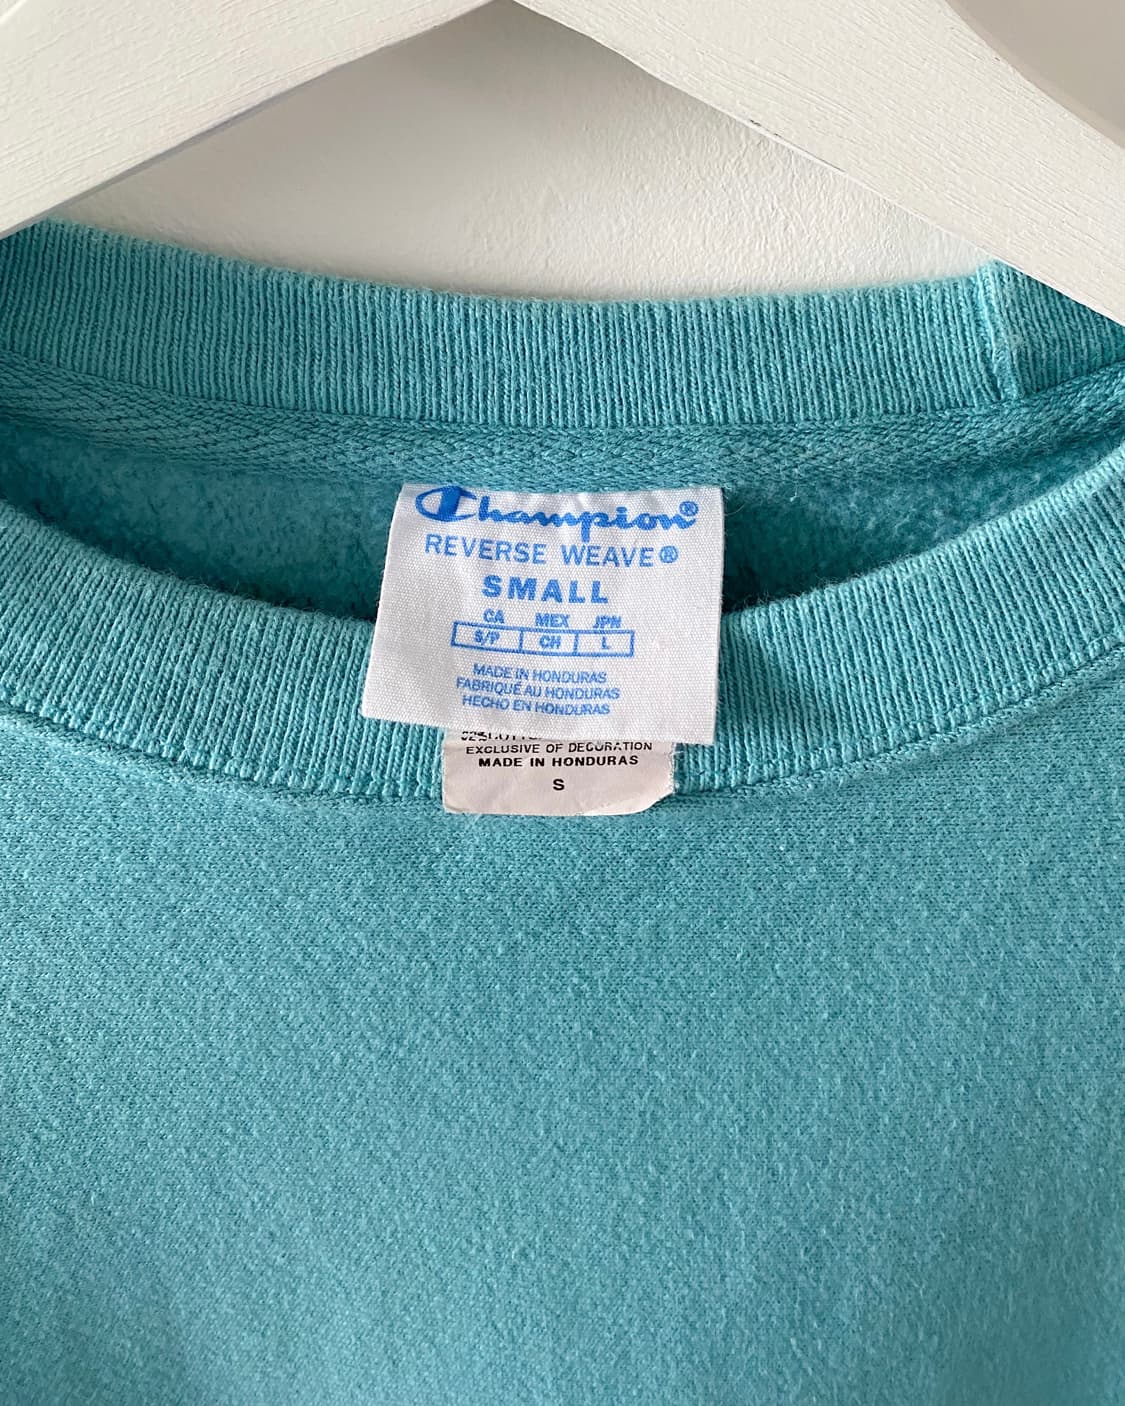 Champion®
REVERSE WEAVE®
SMALL
CA MEX JPN
S/P CH L
MADE IN HONDURAS
FABRIQUÉ AU HONDURAS
HECHO EN HONDURAS
EXCLUSIVE OF DECORATION
MADE IN HONDURAS
S